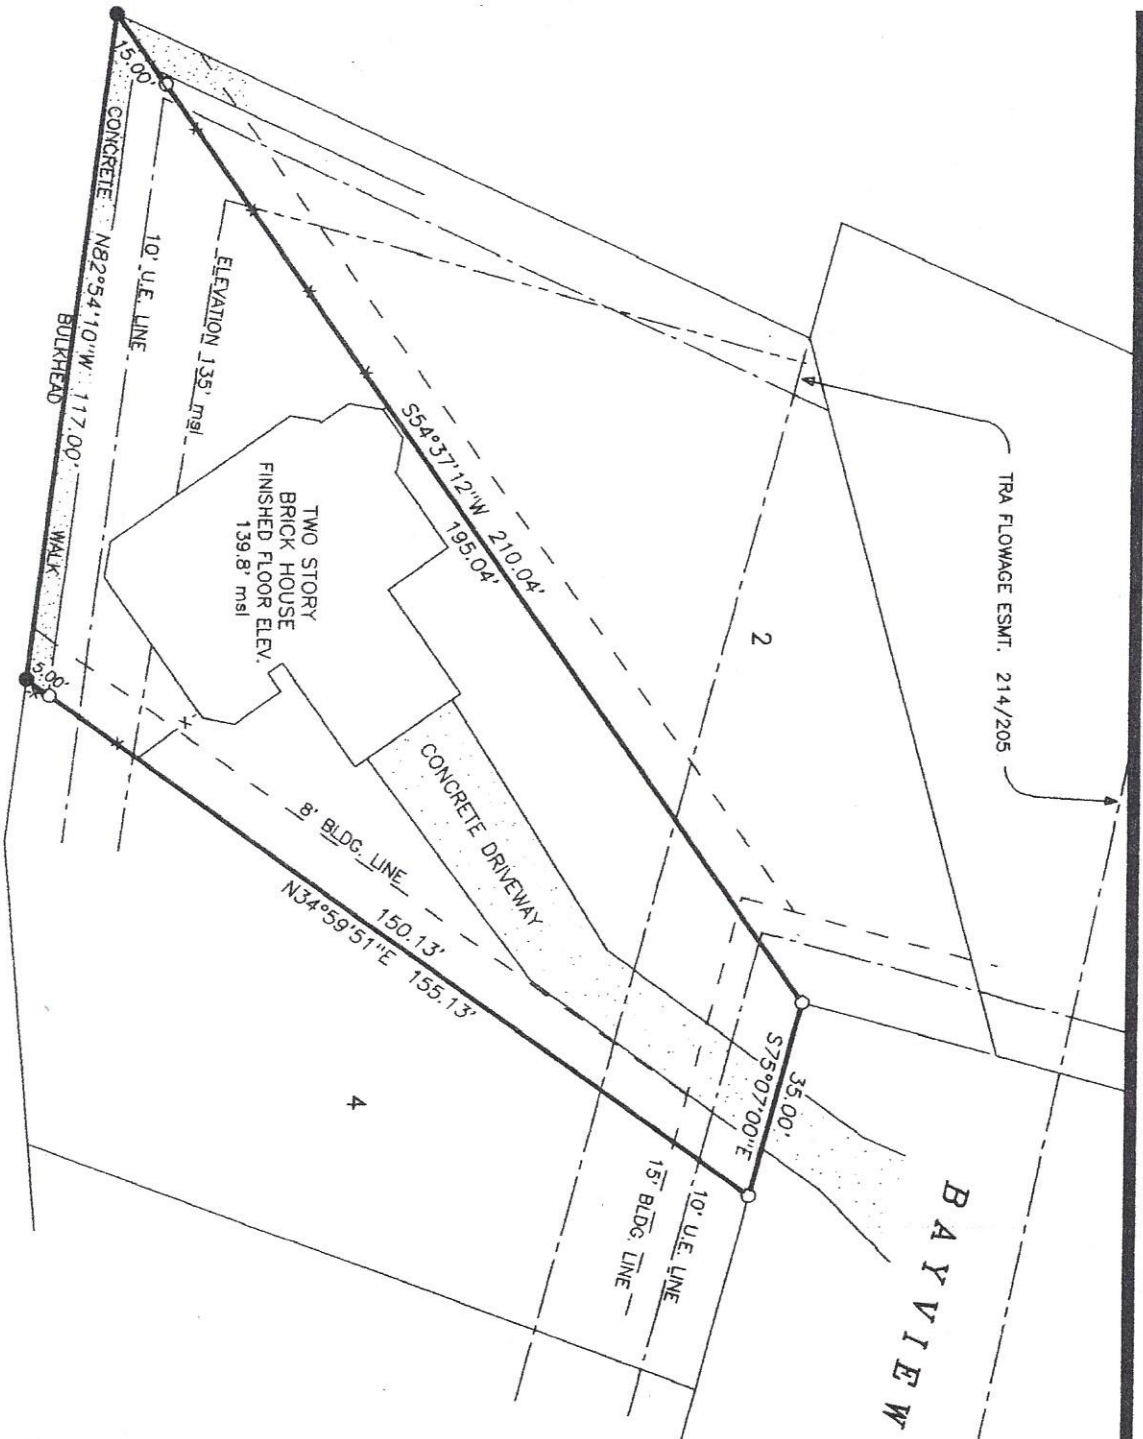 15.00'
CONCRETE
N82°54'10"W 117.00'
BULKHEAD
WALK
10' U.E. LINE
ELEVATION 135' msl
S54°37'12"W 210.04'
195.04'
TWO STORY
BRICK HOUSE
FINISHED FLOOR ELEV.
139.8' msl
5.00'
CONCRETE DRIVEWAY
8' BLDG. LINE
150.13'
N34°59'51"E 155.13'
2
TRA FLOWAGE ESMT. 214/205
35.00'
S75°07'00"E
10' U.E. LINE
15' BLDG. LINE
4
BAYVIEW